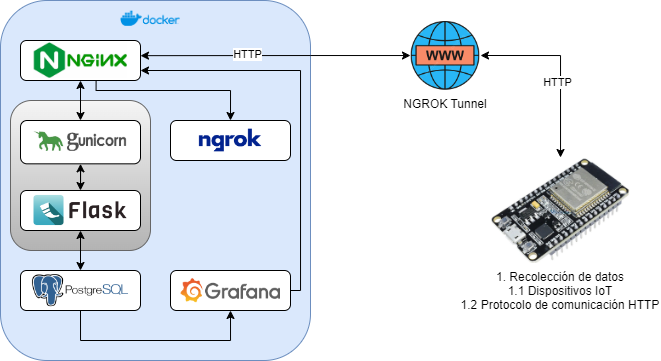 docker
NGINX
HTTP
WWW
NGROK Tunnel
HTTP
gunicorn
ngrok
Flask
PostgreSQL
Grafana
1. Recolección de datos
1.1 Dispositivos IoT
1.2 Protocolo de comunicación HTTP